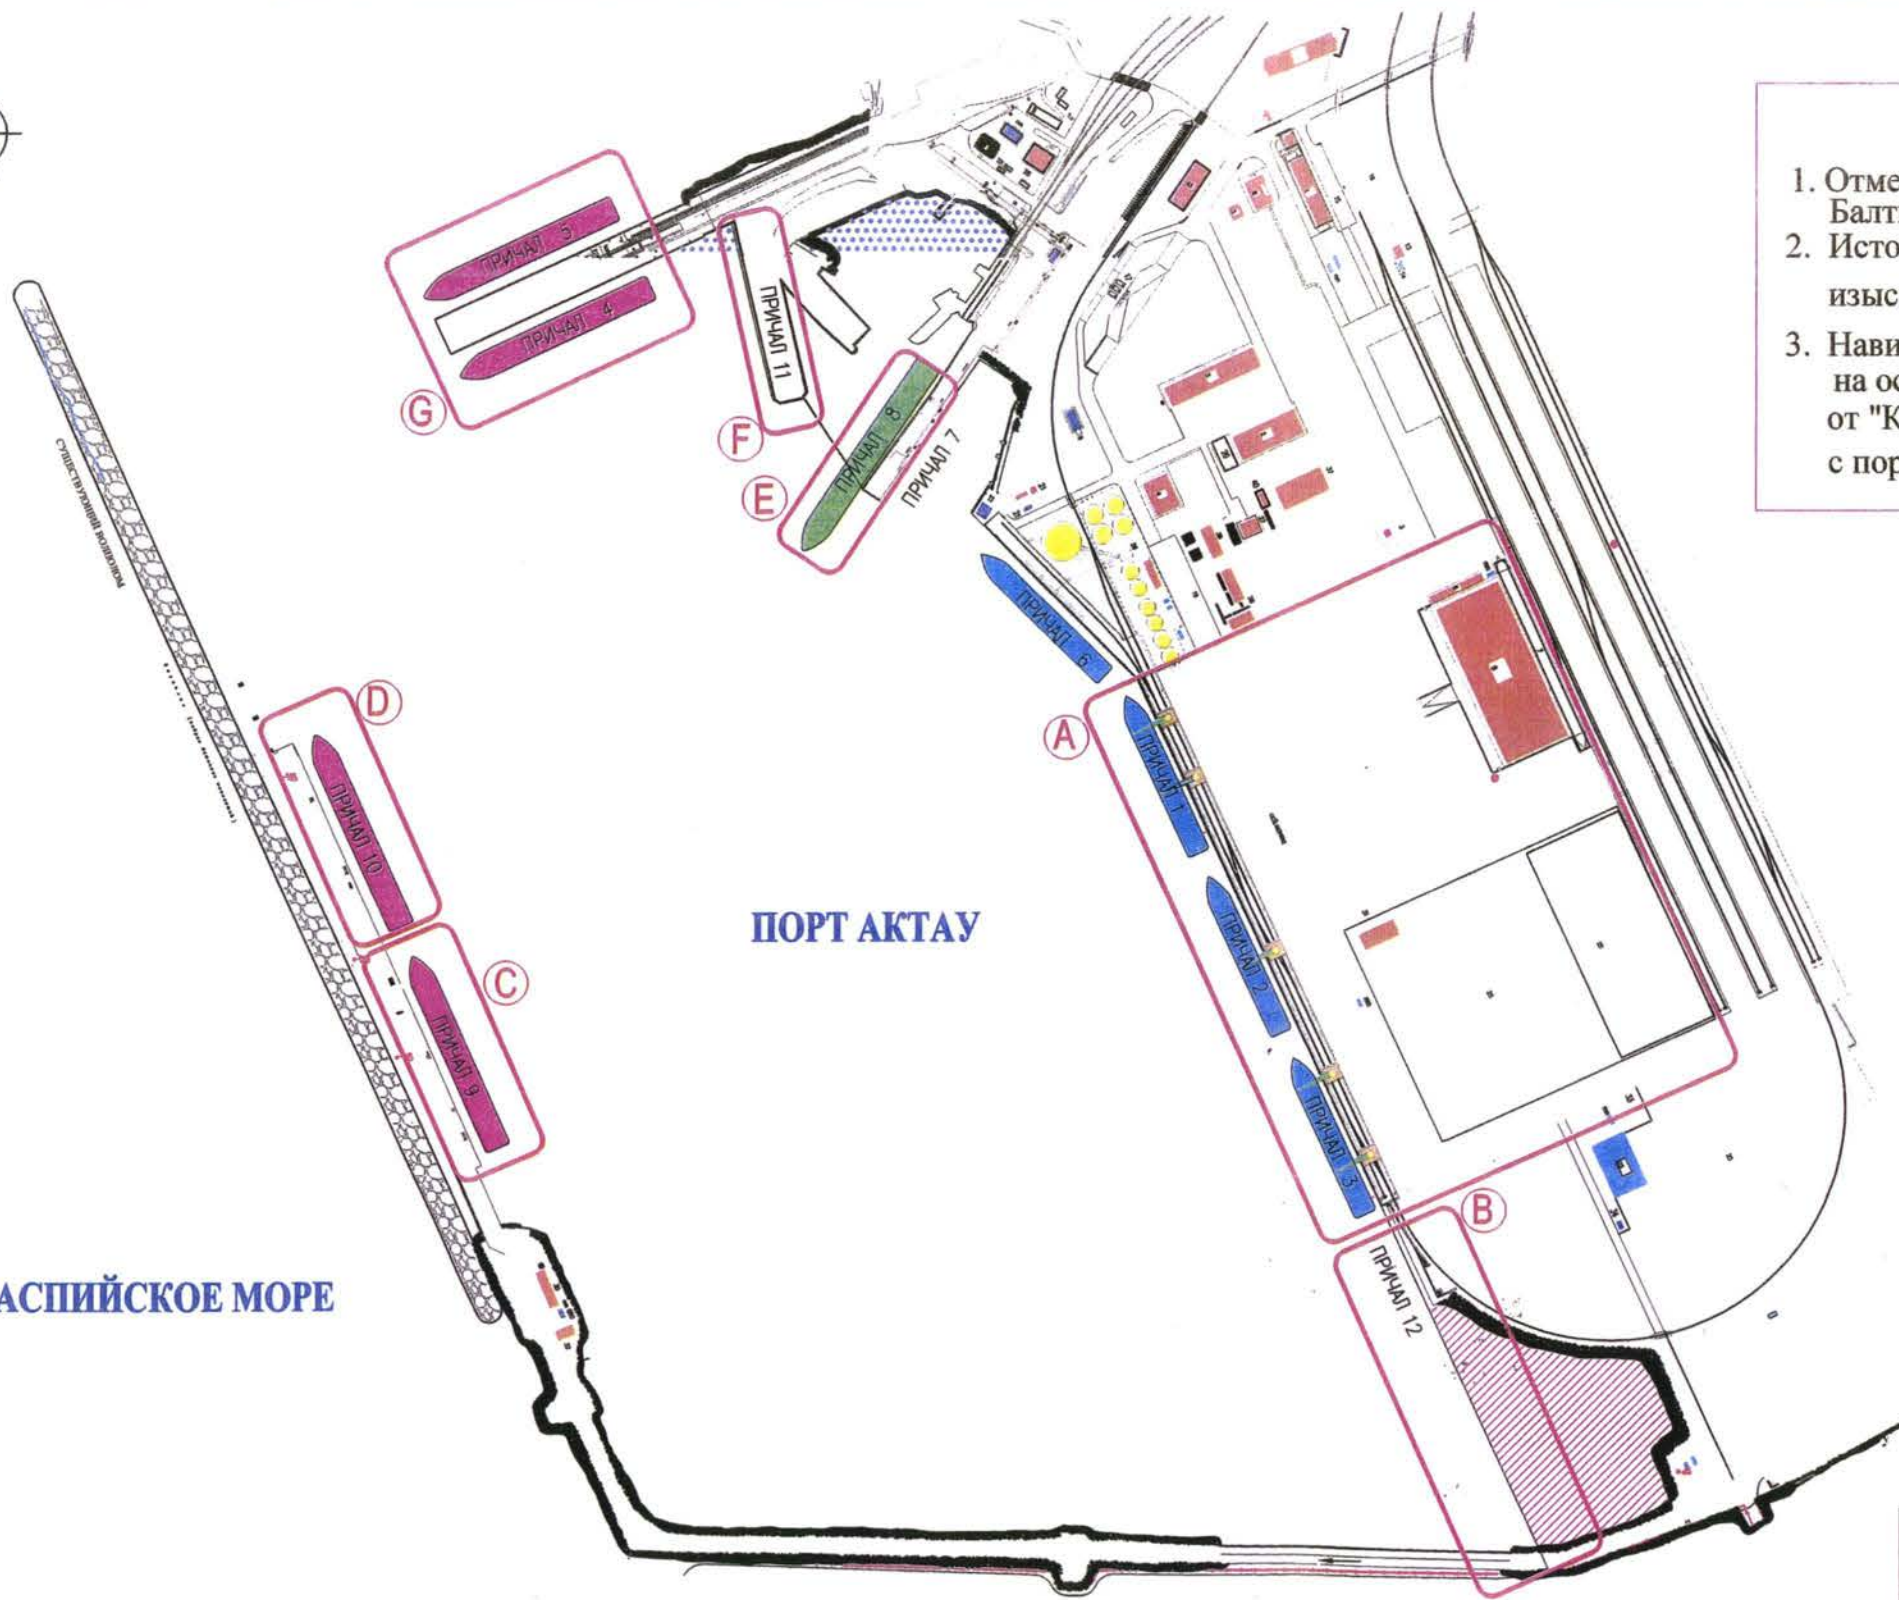 1. Отме
Балт
2. Исто
изыс
3. Нави
на ос
от "К
с пор
ПРИЧАЛ 5
ПРИЧАЛ 4
G
ПРИЧАЛ 11
F
ПРИЧАЛ 8
ПРИЧАЛ 7
E
СУЩЕСТВУЮЩИЙ ВОЛНОЛОМ
ПРИЧАЛ 6
D
ПРИЧАЛ 10
A
ПРИЧАЛ 1
ПОРТ АКТАУ
ПРИЧАЛ 2
C
ПРИЧАЛ 9
ПРИЧАЛ 3
B
ПРИЧАЛ 12
АСПИЙСКОЕ МОРЕ